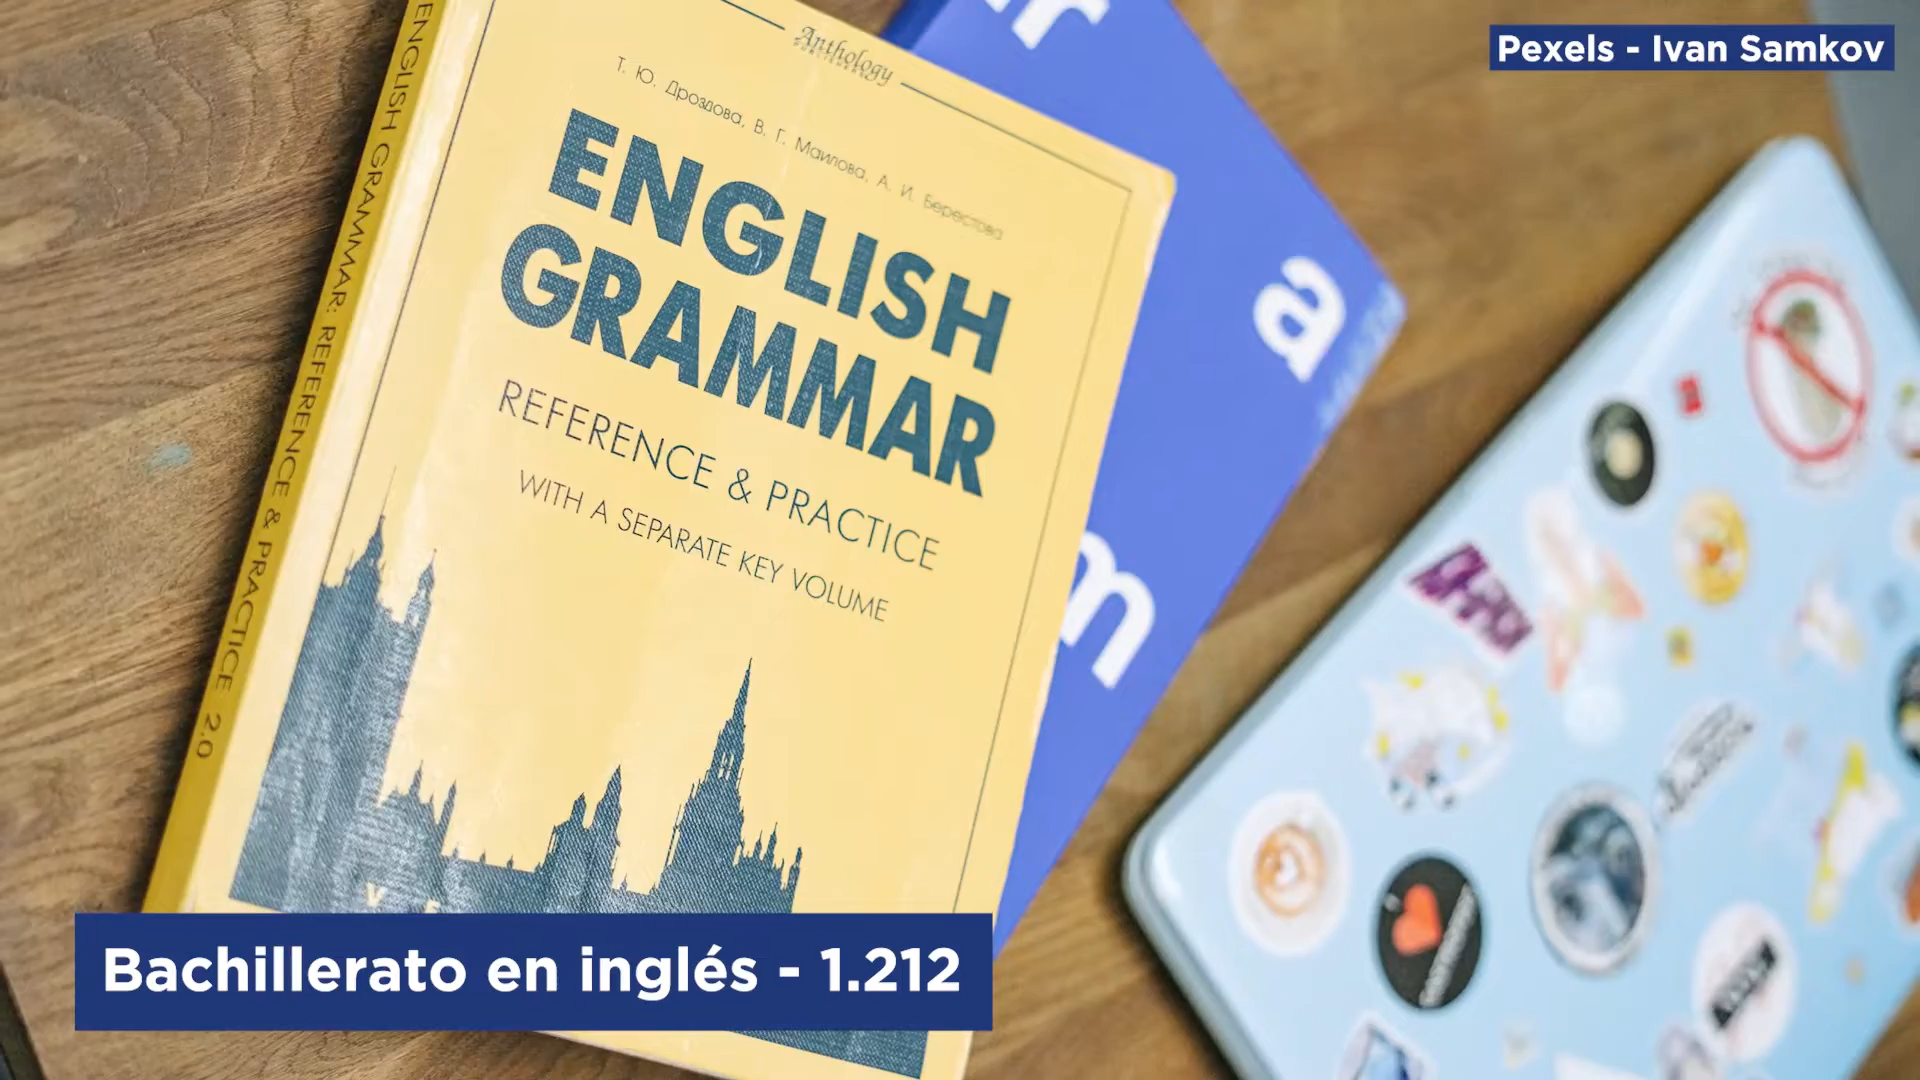 Pexels - Ivan Samkov
Anthology
Т. Ю. Дроздова, В. Г. Маилова, А. И. Берестова
ENGLISH
GRAMMAR
REFERENCE & PRACTICE
WITH A SEPARATE KEY VOLUME
ENGLISH GRAMMAR: REFERENCE & PRACTICE 2.0
a
m
Bachillerato en inglés - 1.212